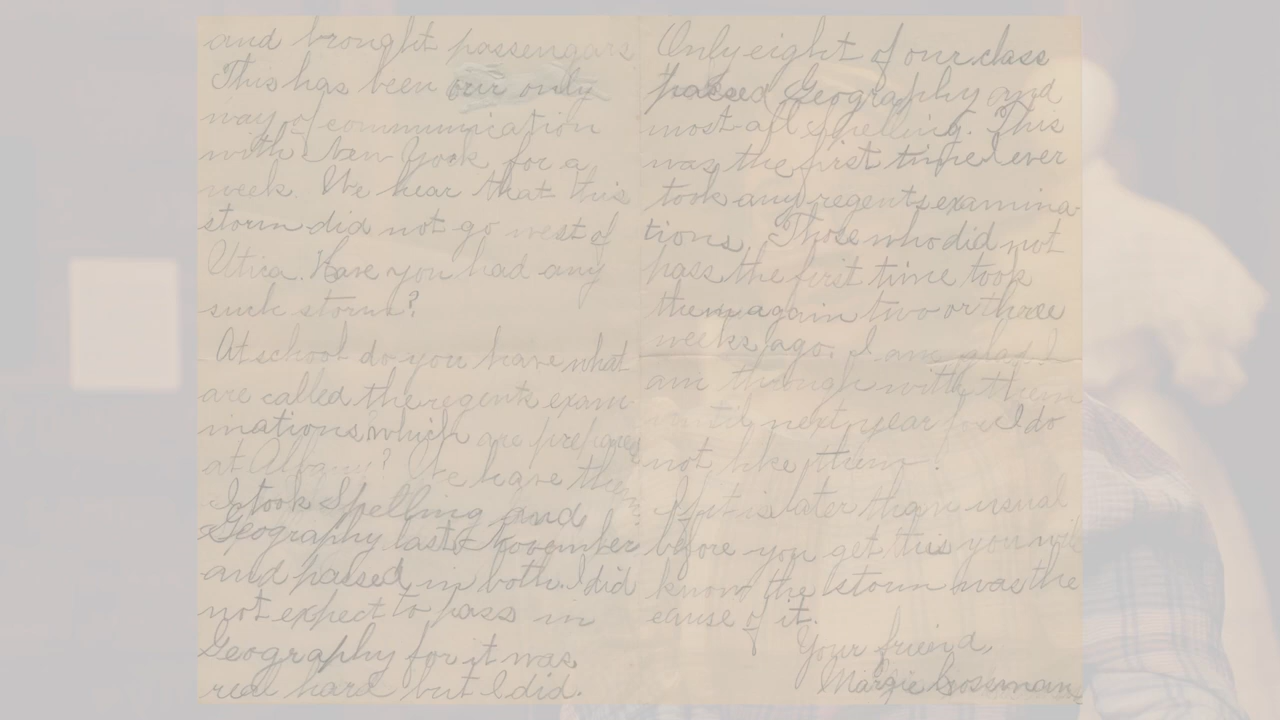 and brought passengers
This has been our only
way of communication
with New York for a
week. We hear that this
storm did not go west of
Utica. Have you had any
such storm?
At school do you have what
are called the regents exam-
inations which are prepared
at Albany? We have them
I took Spelling and
Geography last November
and passed in both. I did
not expect to pass in
Geography for it was
real hard but I did.
Only eight of our class
passed Geography and
most all spelling. This
was the first time I ever
took any regents examina-
tions. Those who did not
pass the first time took
them again two or three
weeks ago. I am glad I
am through with them
until next year for I do
not like them.
If it is later than usual
before you get this you will
know the storm was the
cause of it.
Your friend,
Margie